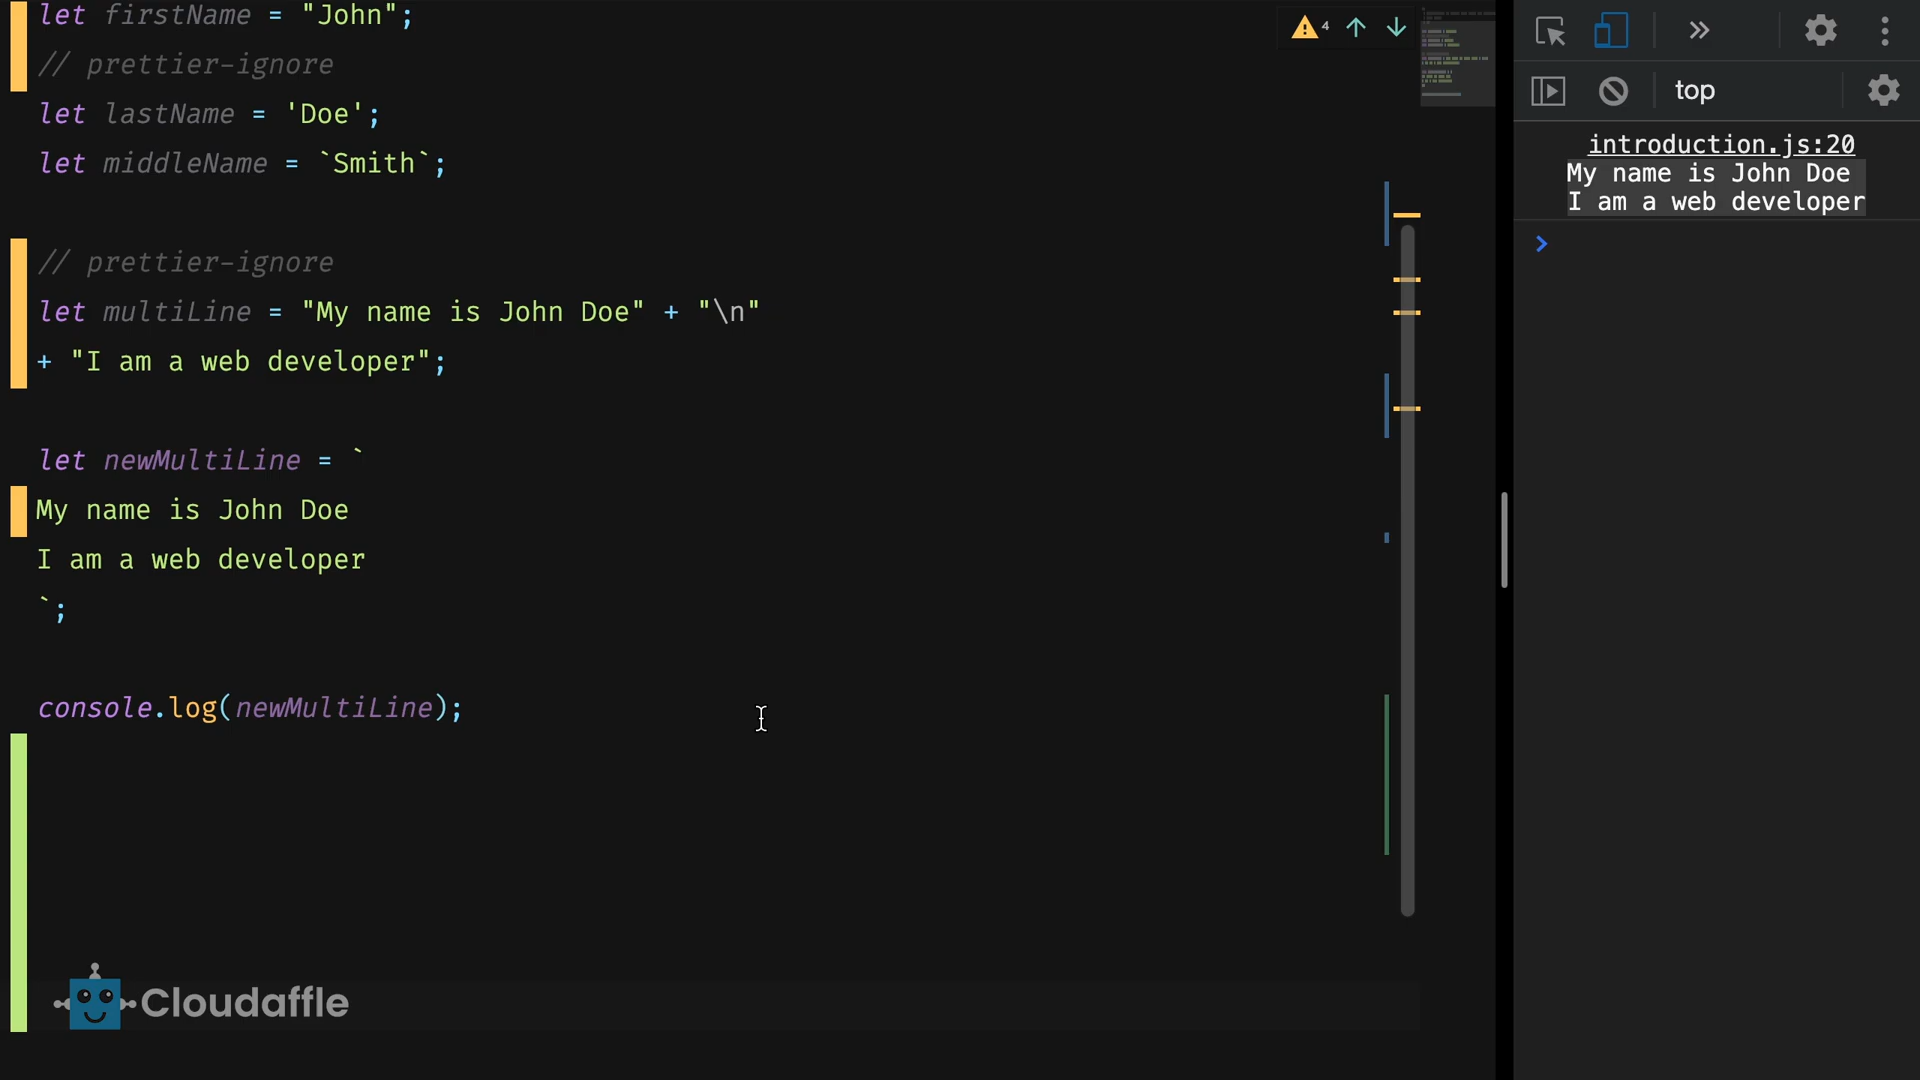 let firstName = "John";
// prettier-ignore
let lastName = 'Doe';
let middleName = `Smith`;
// prettier-ignore
let multiLine = "My name is John Doe" + "\n"
+ "I am a web developer";
let newMultiLine = `
My name is John Doe
I am a web developer
`;
console.log(newMultiLine);
Cloudaffle
4
top
introduction.js:20
My name is John Doe
I am a web developer